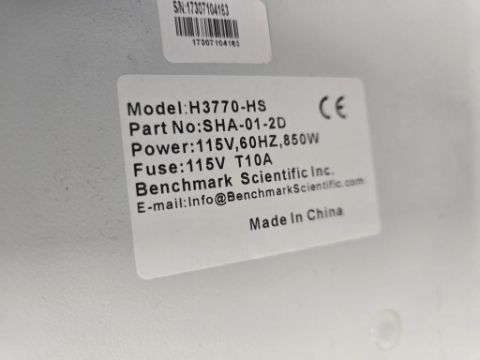 SN:17307104163
17307104163
Model:H3770-HS
CE
Part No:SHA-01-2D
Power:115V,60HZ,850W
Fuse:115V T10A
Benchmark Scientific Inc.
E-mail:Info@BenchmarkScientific.com
Made In China